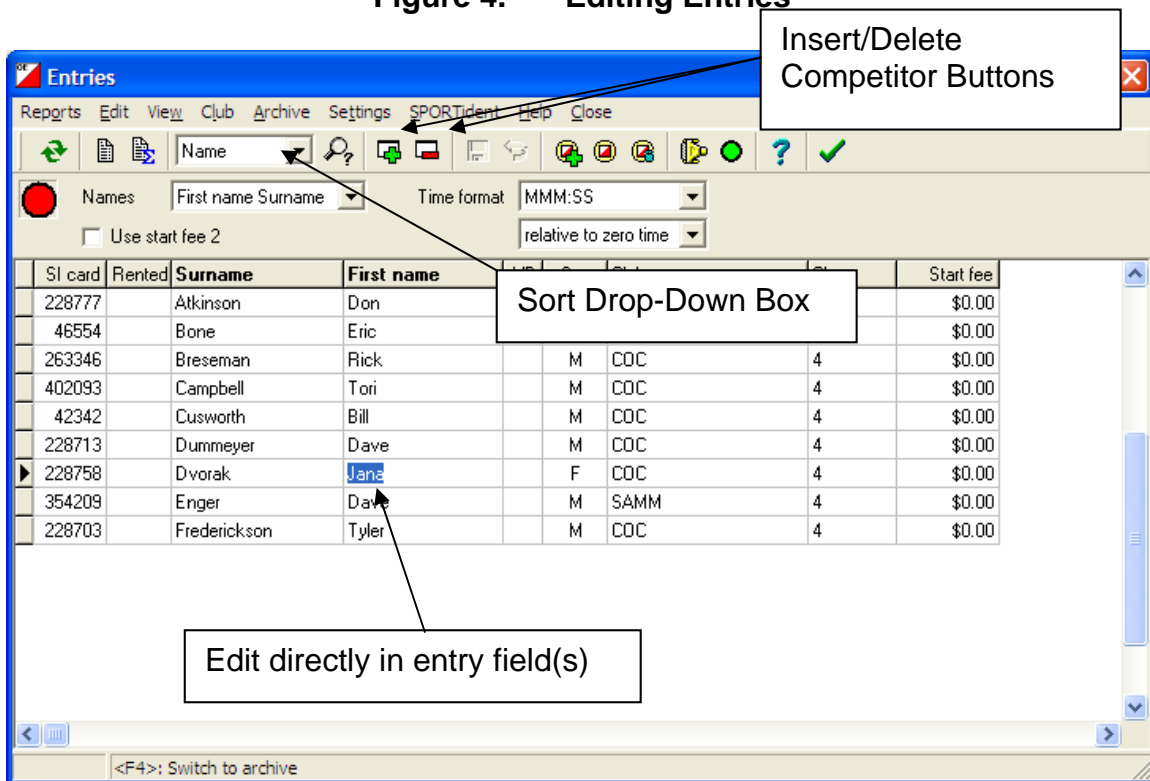 Figure 4. Editing Entries
Insert/Delete
Competitor Buttons
OE Entries
Reports Edit View Club Archive Settings SPORTident Help Close
Name
Names First name Surname Time format MMM:SS
Use start fee 2 relative to zero time
SI card Rented Surname First name Start fee
Sort Drop-Down Box
228777 Atkinson Don $0.00
46554 Bone Eric $0.00
263346 Breseman Rick M COC 4 $0.00
402093 Campbell Tori M COC 4 $0.00
42342 Cusworth Bill M COC 4 $0.00
228713 Dummeyer Dave M COC 4 $0.00
228758 Dvorak Jana F COC 4 $0.00
354209 Enger Dave M SAMM 4 $0.00
228703 Frederickson Tyler M COC 4 $0.00
Edit directly in entry field(s)
<F4>: Switch to archive